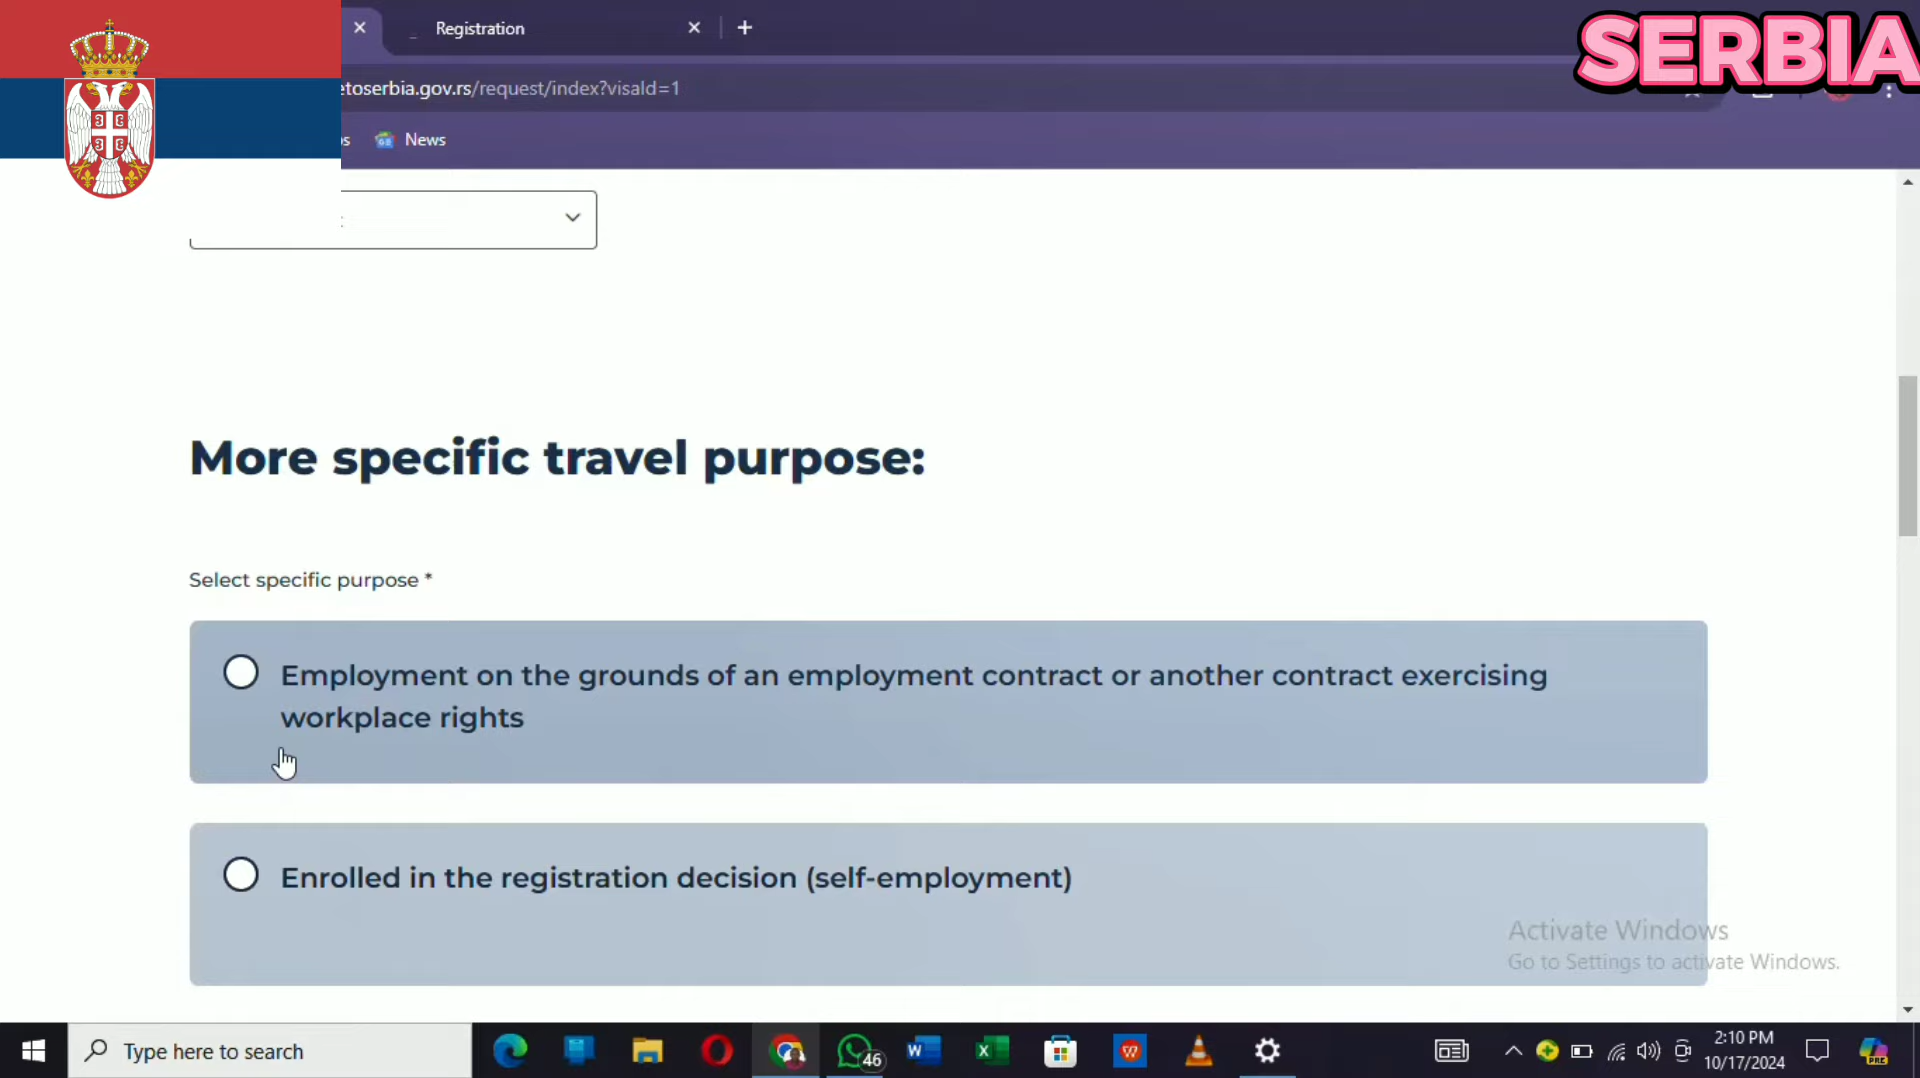 Registration
SERBIA
etoserbia.gov.rs/request/index?visaId=1
News
More specific travel purpose:
Select specific purpose *
Employment on the grounds of an employment contract or another contract exercising
workplace rights
Enrolled in the registration decision (self-employment)
Activate Windows
Go to Settings to activate Windows.
Type here to search
46
2:10 PM
10/17/2024